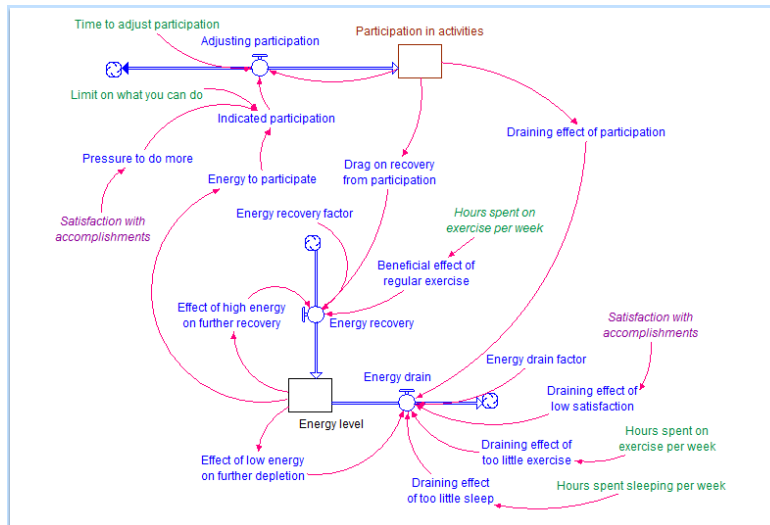 Time to adjust participation
Adjusting participation
Participation in activities
Limit on what you can do
Indicated participation
Draining effect of participation
Pressure to do more
Energy to participate
Drag on recovery
from participation
Satisfaction with
accomplishments
Energy recovery factor
Hours spent on
exercise per week
Beneficial effect of
regular exercise
Effect of high energy
on further recovery
Energy recovery
Satisfaction with
accomplishments
Energy drain
Energy drain factor
Draining effect of
low satisfaction
Energy level
Hours spent on
exercise per week
Effect of low energy
on further depletion
Draining effect of
too little exercise
Draining effect
of too little sleep
Hours spent sleeping per week